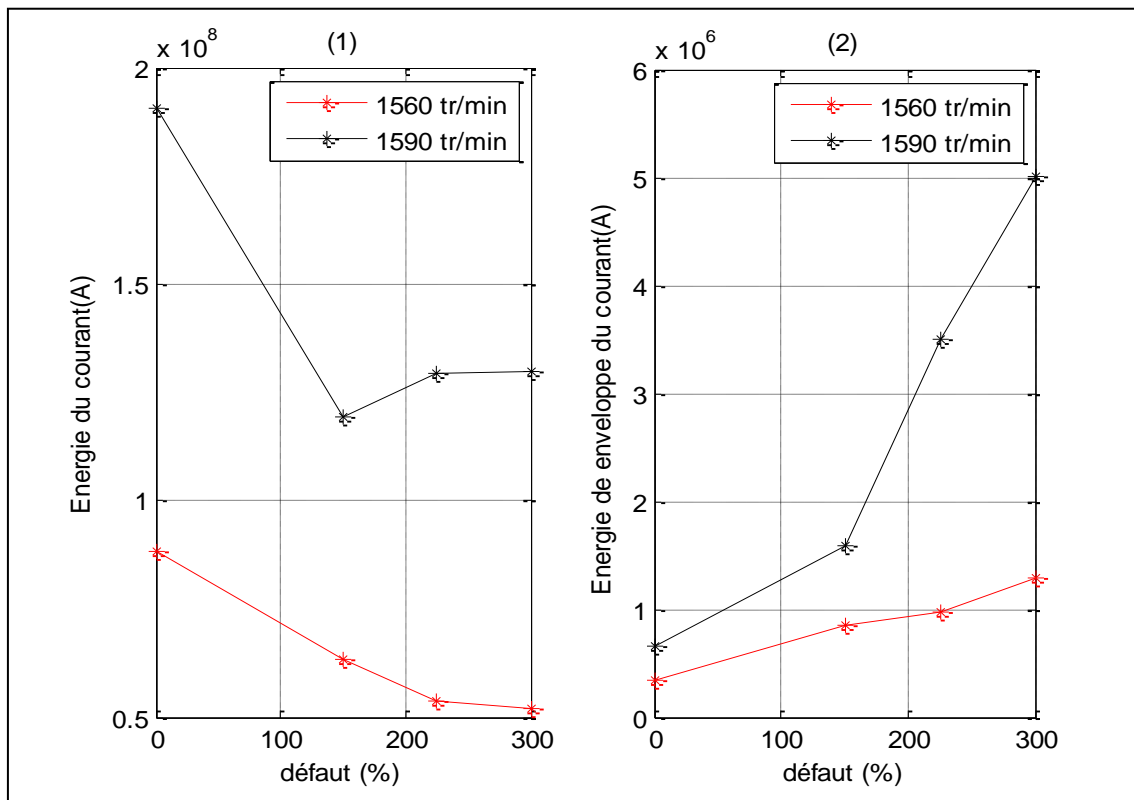 (1)
x 10^8
1560 tr/min
1590 tr/min
2
1.5
1
0.5
0
100
200
300
Energie du courant(A)
défaut (%)
(2)
x 10^6
1560 tr/min
1590 tr/min
6
5
4
3
2
1
0
0
100
200
300
Energie de enveloppe du courant(A)
défaut (%)